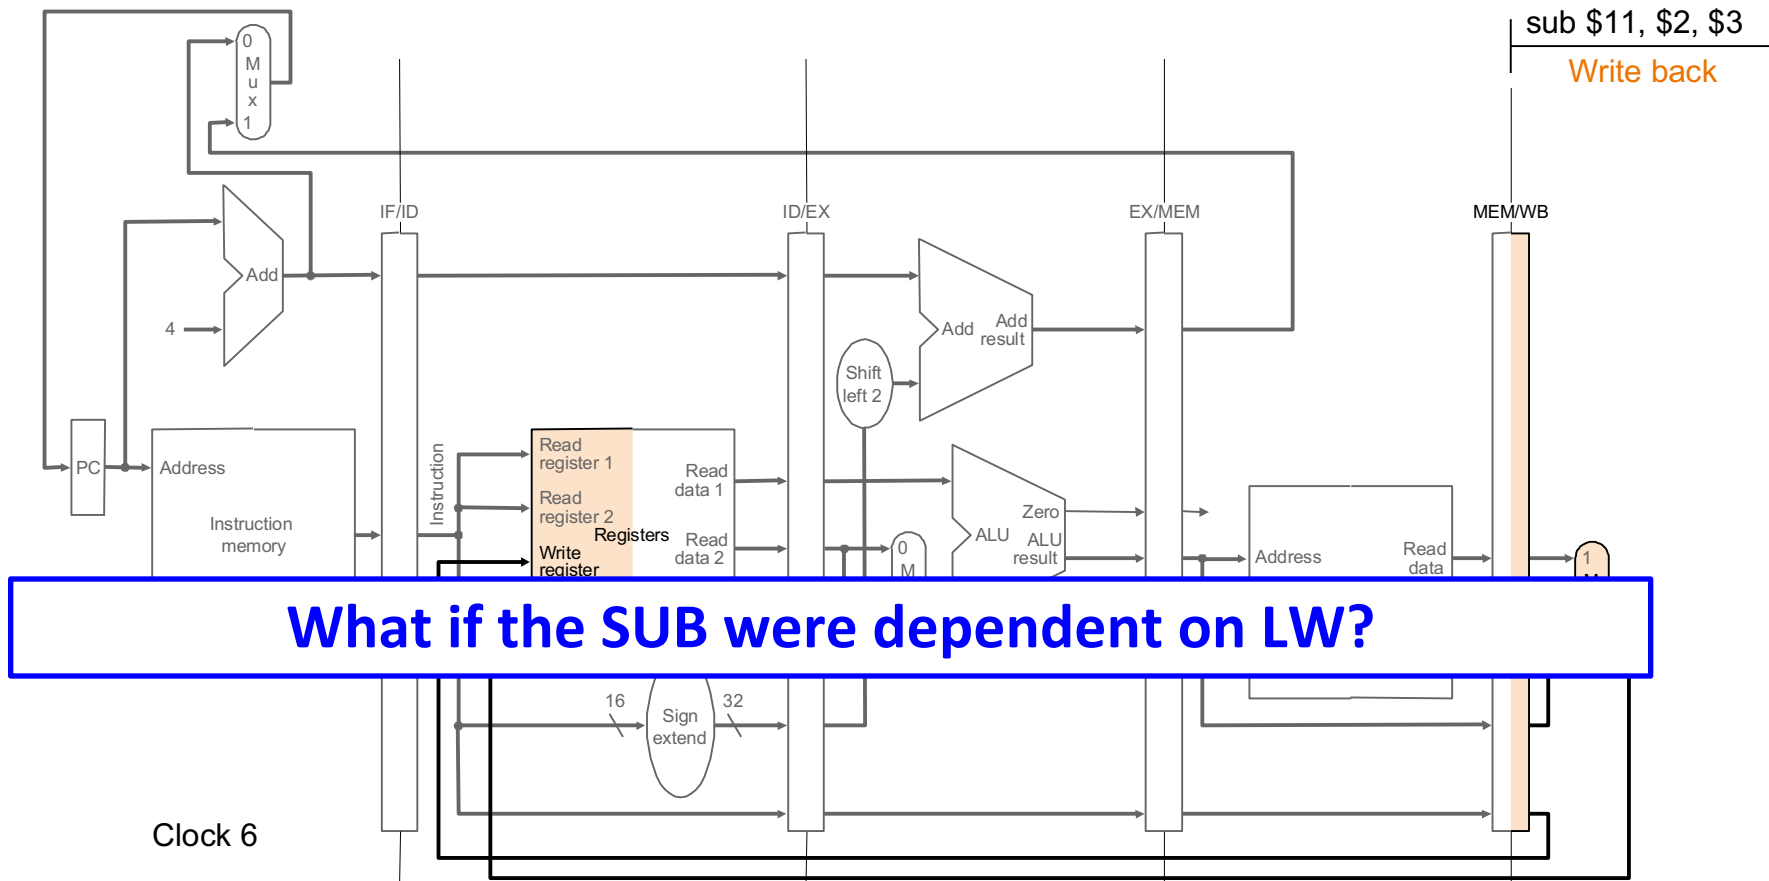 sub $11, $2, $3
Write back
0
M
u
x
1
IF/ID
ID/EX
EX/MEM
MEM/WB
Add
4
Add
Add
result
Shift
left 2
PC
Address
Instruction
memory
Instruction
Read
register 1
Read
register 2
Write
register
Registers
Read
data 1
Read
data 2
0
M
Zero
ALU
ALU
result
Address
Read
data
1
What if the SUB were dependent on LW?
16
Sign
extend
32
Clock 6